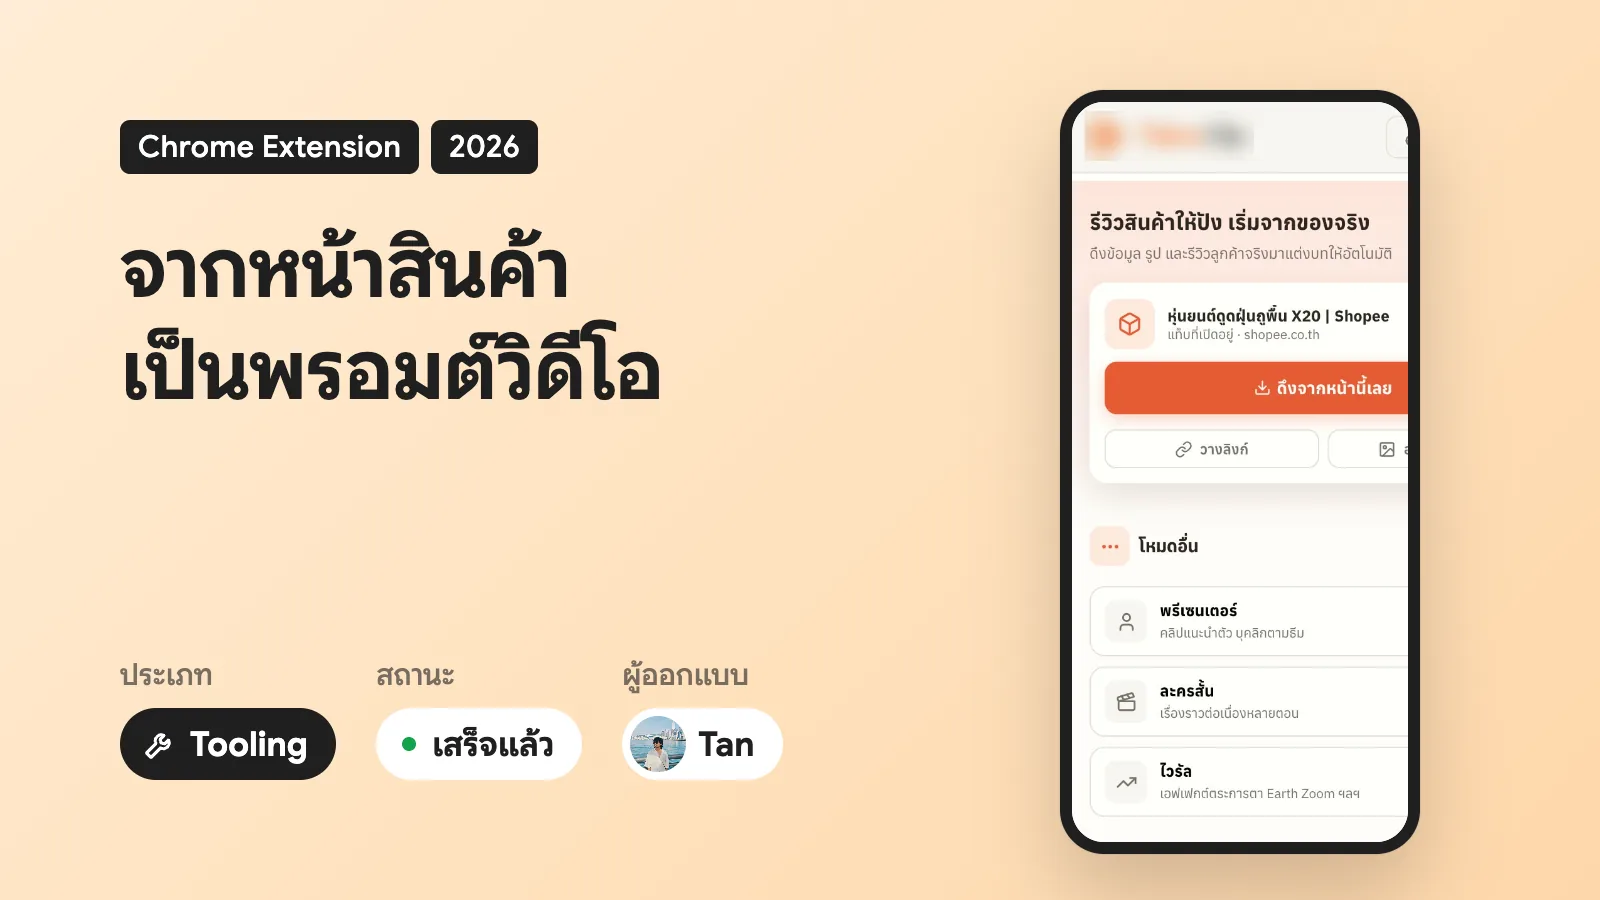 Chrome Extension
2026
จากหน้าสินค้า
เป็นพรอมต์วิดีโอ
ประเภท
Tooling
สถานะ
เสร็จแล้ว
ผู้ออกแบบ
Tan
รีวิวสินค้าให้ปัง เริ่มจากของจริง
ดึงข้อมูล รูป และรีวิวลูกค้าจริงมาแต่งบทให้อัตโนมัติ
หุ่นยนต์ดูดฝุ่นถูพื้น X20 | Shopee
แท็บที่เปิดอยู่ · shopee.co.th
ดึงจากหน้านี้เลย
วางลิงก์
โหมดอื่น
พรีเซนเตอร์
คลิปแนะนำตัว บุคลิกตามธีม
ละครสั้น
เรื่องราวต่อเนื่องหลายตอน
ไวรัล
เอฟเฟกต์ตระการตา Earth Zoom ฯลฯ